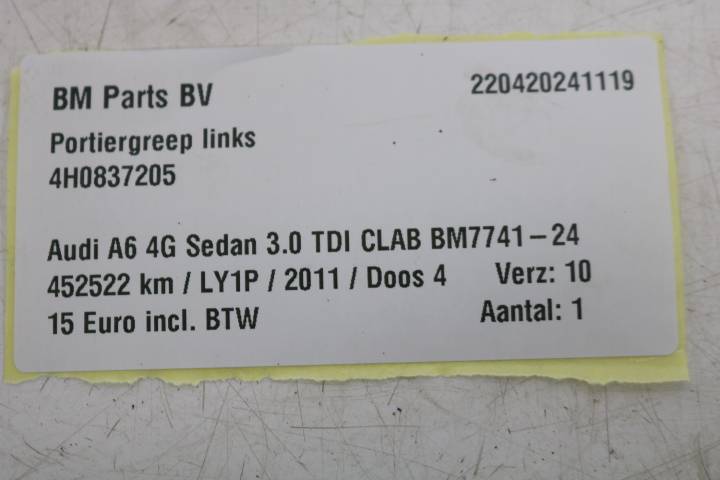 BM Parts BV 220420241119
Portiergreep links
4H0837205
Audi A6 4G Sedan 3.0 TDI CLAB BM7741-24
452522 km / LY1P / 2011 / Doos 4 Verz: 10
15 Euro incl. BTW Aantal: 1